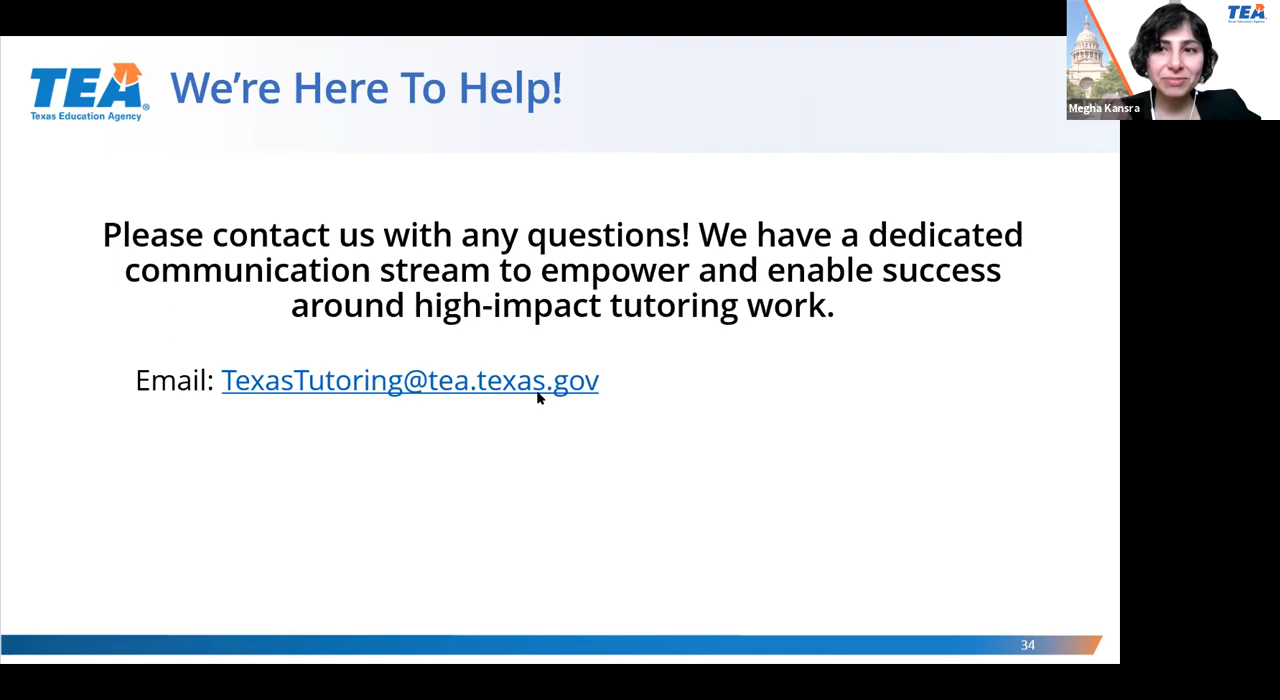 TEA
Texas Education Agency
We're Here To Help!
TEA
Megha Kansra
Please contact us with any questions! We have a dedicated
communication stream to empower and enable success
around high-impact tutoring work.
Email: TexasTutoring@tea.texas.gov
34